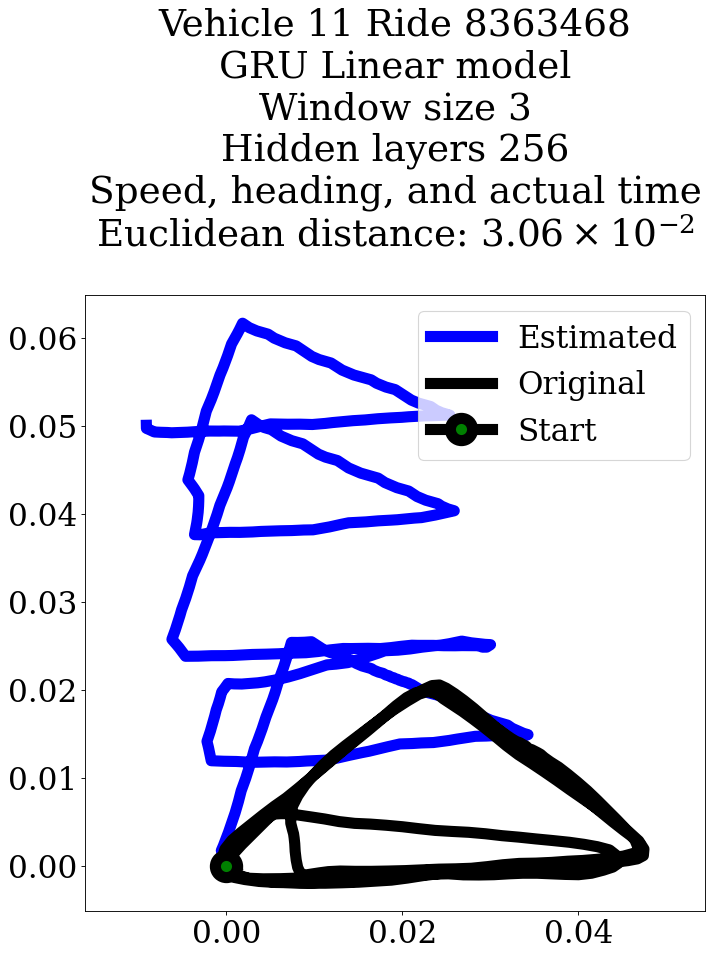 Vehicle 11 Ride 8363468
GRU Linear model
Window size 3
Hidden layers 256
Speed, heading, and actual time
Euclidean distance: 3.06 × 10⁻²
Estimated
Original
Start
0.06
0.05
0.04
0.03
0.02
0.01
0.00
0.00 0.02 0.04